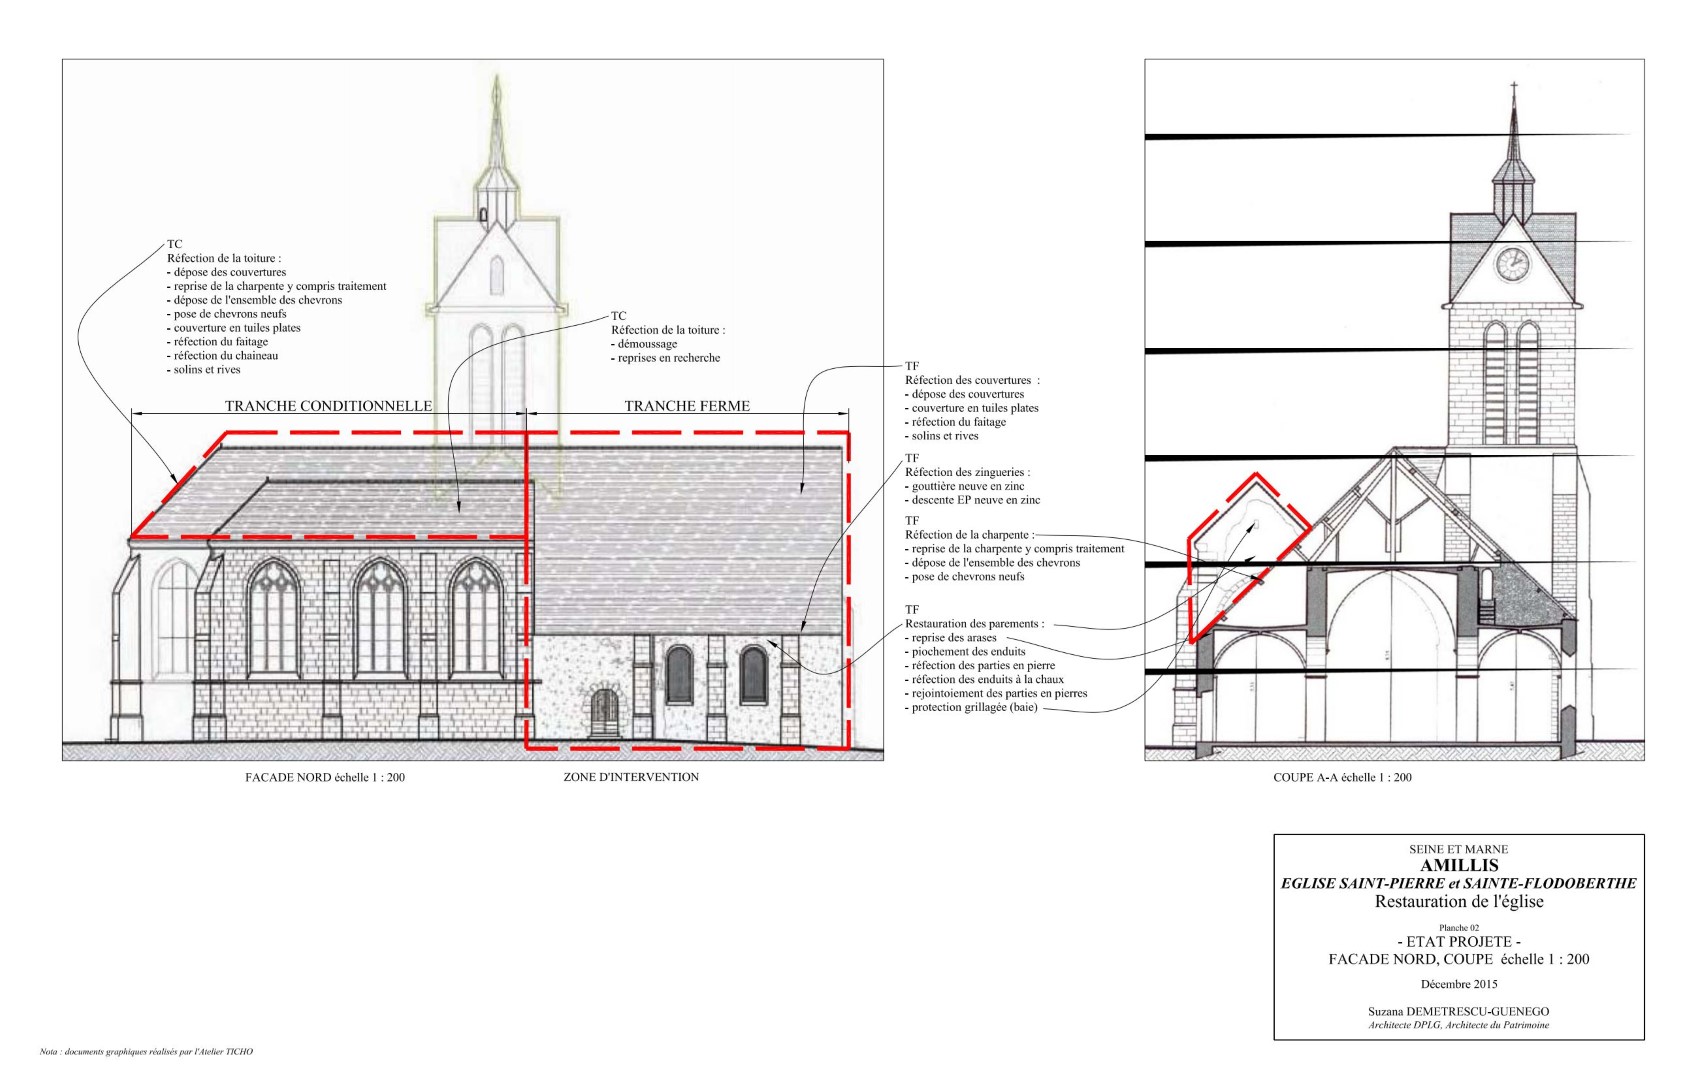 TC
Réfection de la toiture :
- dépose des couvertures
- reprise de la charpente y compris traitement
- dépose de l'ensemble des chevrons
- pose de chevrons neufs
- couverture en tuiles plates
- réfection du faitage
- réfection du chaineau
- solins et rives
TC
Réfection de la toiture :
- démoussage
- reprises en recherche
TRANCHE CONDITIONNELLE
TRANCHE FERME
TF
Réfection des couvertures :
- dépose des couvertures
- couverture en tuiles plates
- réfection du faitage
- solins et rives
TF
Réfection des zingueries :
- gouttière neuve en zinc
- descente EP neuve en zinc
TF
Réfection de la charpente :
- reprise de la charpente y compris traitement
- dépose de l'ensemble des chevrons
- pose de chevrons neufs
TF
Restauration des parements :
- reprise des arases
- piochement des enduits
- réfection des parties en pierre
- réfection des enduits à la chaux
- rejointoiement des parties en pierres
- protection grillagée (baie)
FACADE NORD échelle 1 : 200
ZONE D'INTERVENTION
COUPE A-A échelle 1 : 200
SEINE ET MARNE
AMILLIS
EGLISE SAINT-PIERRE et SAINTE-FLODOBERTHE
Restauration de l'église
Planche 02
- ETAT PROJETE -
FACADE NORD, COUPE échelle 1 : 200
Décembre 2015
Suzana DEMETRESCU-GUENEGO
Architecte DPLG, Architecte du Patrimoine
Nota : documents graphiques réalisés par l'Atelier TICHO